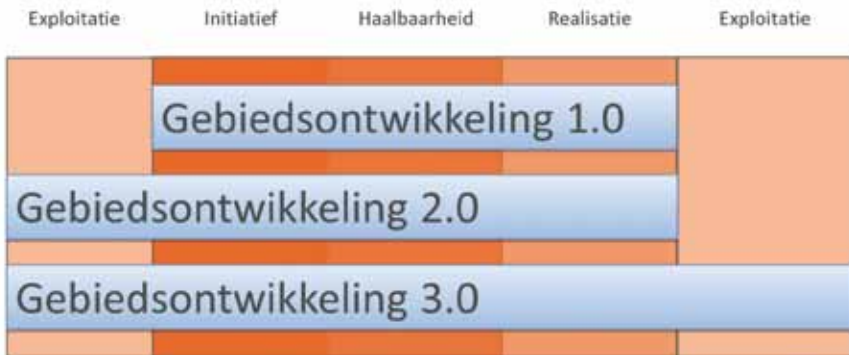 Exploitatie Initiatief Haalbaarheid Realisatie Exploitatie
Gebiedsontwikkeling 1.0
Gebiedsontwikkeling 2.0
Gebiedsontwikkeling 3.0